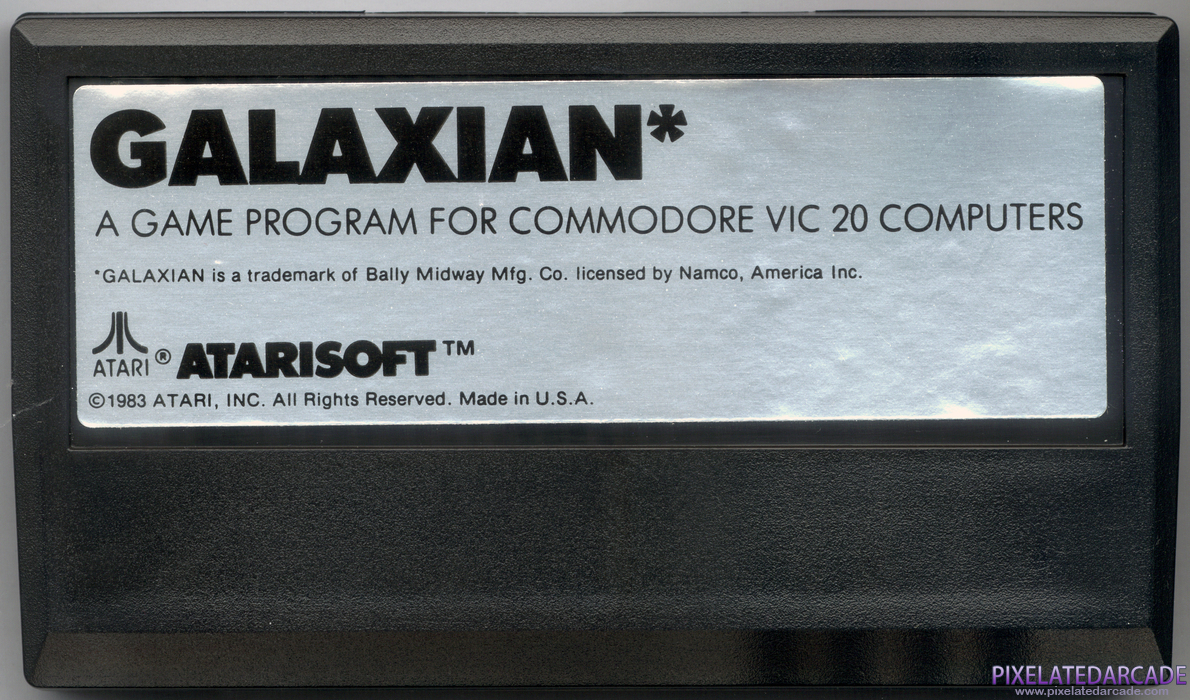 GALAXIAN*
A GAME PROGRAM FOR COMMODORE VIC 20 COMPUTERS
*GALAXIAN is a trademark of Bally Midway Mfg. Co. licensed by Namco, America Inc.
ATARI® ATARISOFT™
©1983 ATARI, INC. All Rights Reserved. Made in U.S.A.
PIXELATEDARCADE
www.pixelatedarcade.com